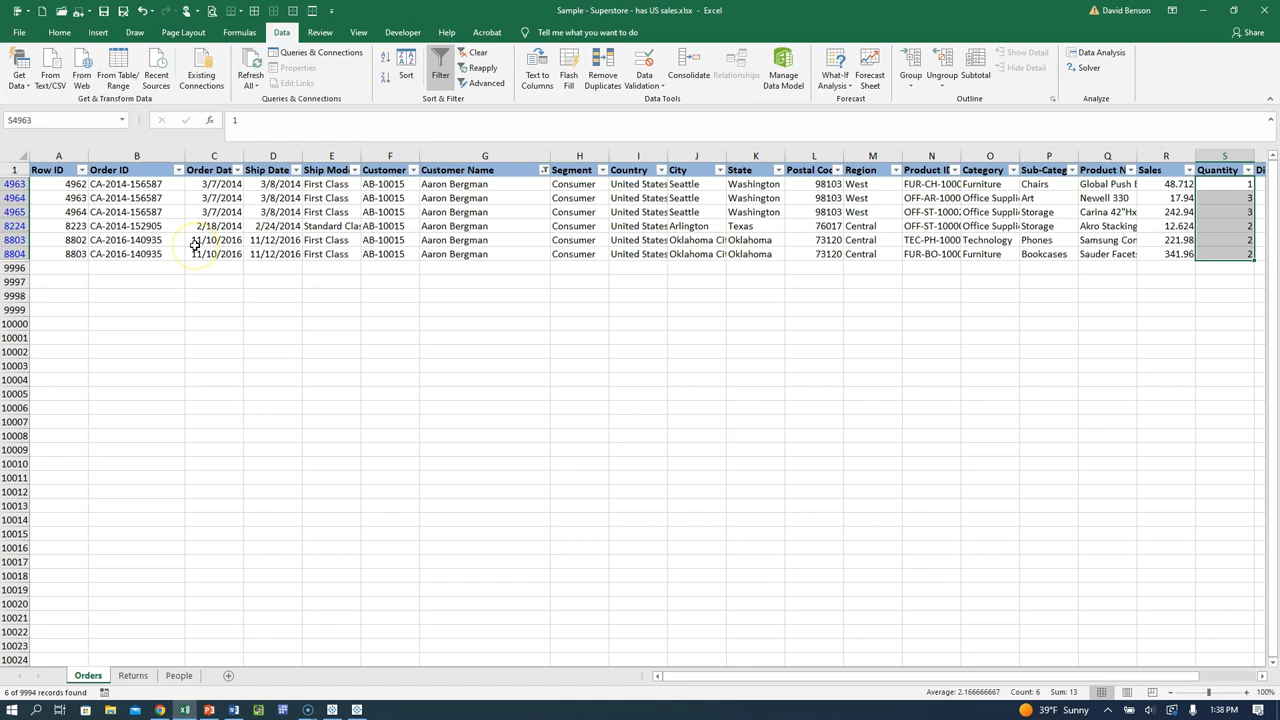 Sample - Superstore - has US sales.xlsx - Excel
David Benson
File Home Insert Draw Page Layout Formulas Data Review View Developer Help Acrobat Tell me what you want to do Share
Get Data From Text/CSV From Web From Table/Range Recent Sources Existing Connections
Get & Transform Data
Refresh All Queries & Connections Properties Edit Links
Queries & Connections
Sort Filter Clear Reapply Advanced
Sort & Filter
Text to Columns Flash Fill Remove Duplicates Data Validation Consolidate Relationships Manage Data Model
Data Tools
What-If Analysis Forecast Sheet
Forecast
Group Ungroup Subtotal Show Detail Hide Detail
Outline
Data Analysis Solver
Analyze
S4963 fx 1
A B C D E F G H I J K L M N O P Q R S
1 Row ID Order ID Order Dat Ship Date Ship Mod Customer Customer Name Segment Country City State Postal Cod Region Product ID Category Sub-Categ Product N Sales Quantity Di
4963 4962 CA-2014-156587 3/7/2014 3/8/2014 First Class AB-10015 Aaron Bergman Consumer United States Seattle Washington 98103 West FUR-CH-1000 Furniture Chairs Global Push B 48.712 1
4964 4963 CA-2014-156587 3/7/2014 3/8/2014 First Class AB-10015 Aaron Bergman Consumer United States Seattle Washington 98103 West OFF-AR-1000 Office Suppli Art Newell 330 17.94 3
4965 4964 CA-2014-156587 3/7/2014 3/8/2014 First Class AB-10015 Aaron Bergman Consumer United States Seattle Washington 98103 West OFF-ST-1000 Office Suppli Storage Carina 42"Hx 242.94 3
8224 8223 CA-2014-152905 2/18/2014 2/24/2014 Standard Clas AB-10015 Aaron Bergman Consumer United States Arlington Texas 76017 Central OFF-ST-1000 Office Suppli Storage Akro Stacking 12.624 2
8803 8802 CA-2016-140935 11/10/2016 11/12/2016 First Class AB-10015 Aaron Bergman Consumer United States Oklahoma Cit Oklahoma 73120 Central TEC-PH-1000 Technology Phones Samsung Con 221.98 2
8804 8803 CA-2016-140935 11/10/2016 11/12/2016 First Class AB-10015 Aaron Bergman Consumer United States Oklahoma Cit Oklahoma 73120 Central FUR-BO-1000 Furniture Bookcases Sauder Facet 341.96 2
9996
9997
9998
9999
10000
10001
10002
10003
10004
10005
10006
10007
10008
10009
10010
10011
10012
10013
10014
10015
10016
10017
10018
10019
10020
10021
10022
10023
10024
Orders Returns People
6 of 9994 records found Average: 2.166666667 Count: 6 Sum: 13 100%
39°F Sunny 1:38 PM